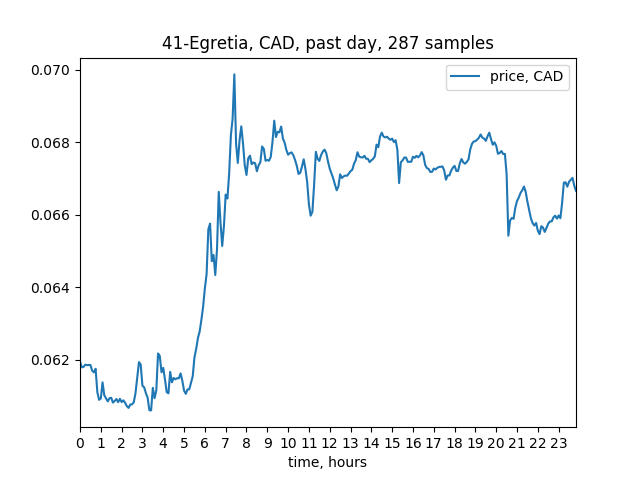 41-Egretia, CAD, past day, 287 samples
price, CAD
0.070
0.068
0.066
0.064
0.062
0 1 2 3 4 5 6 7 8 9 10 11 12 13 14 15 16 17 18 19 20 21 22 23
time, hours